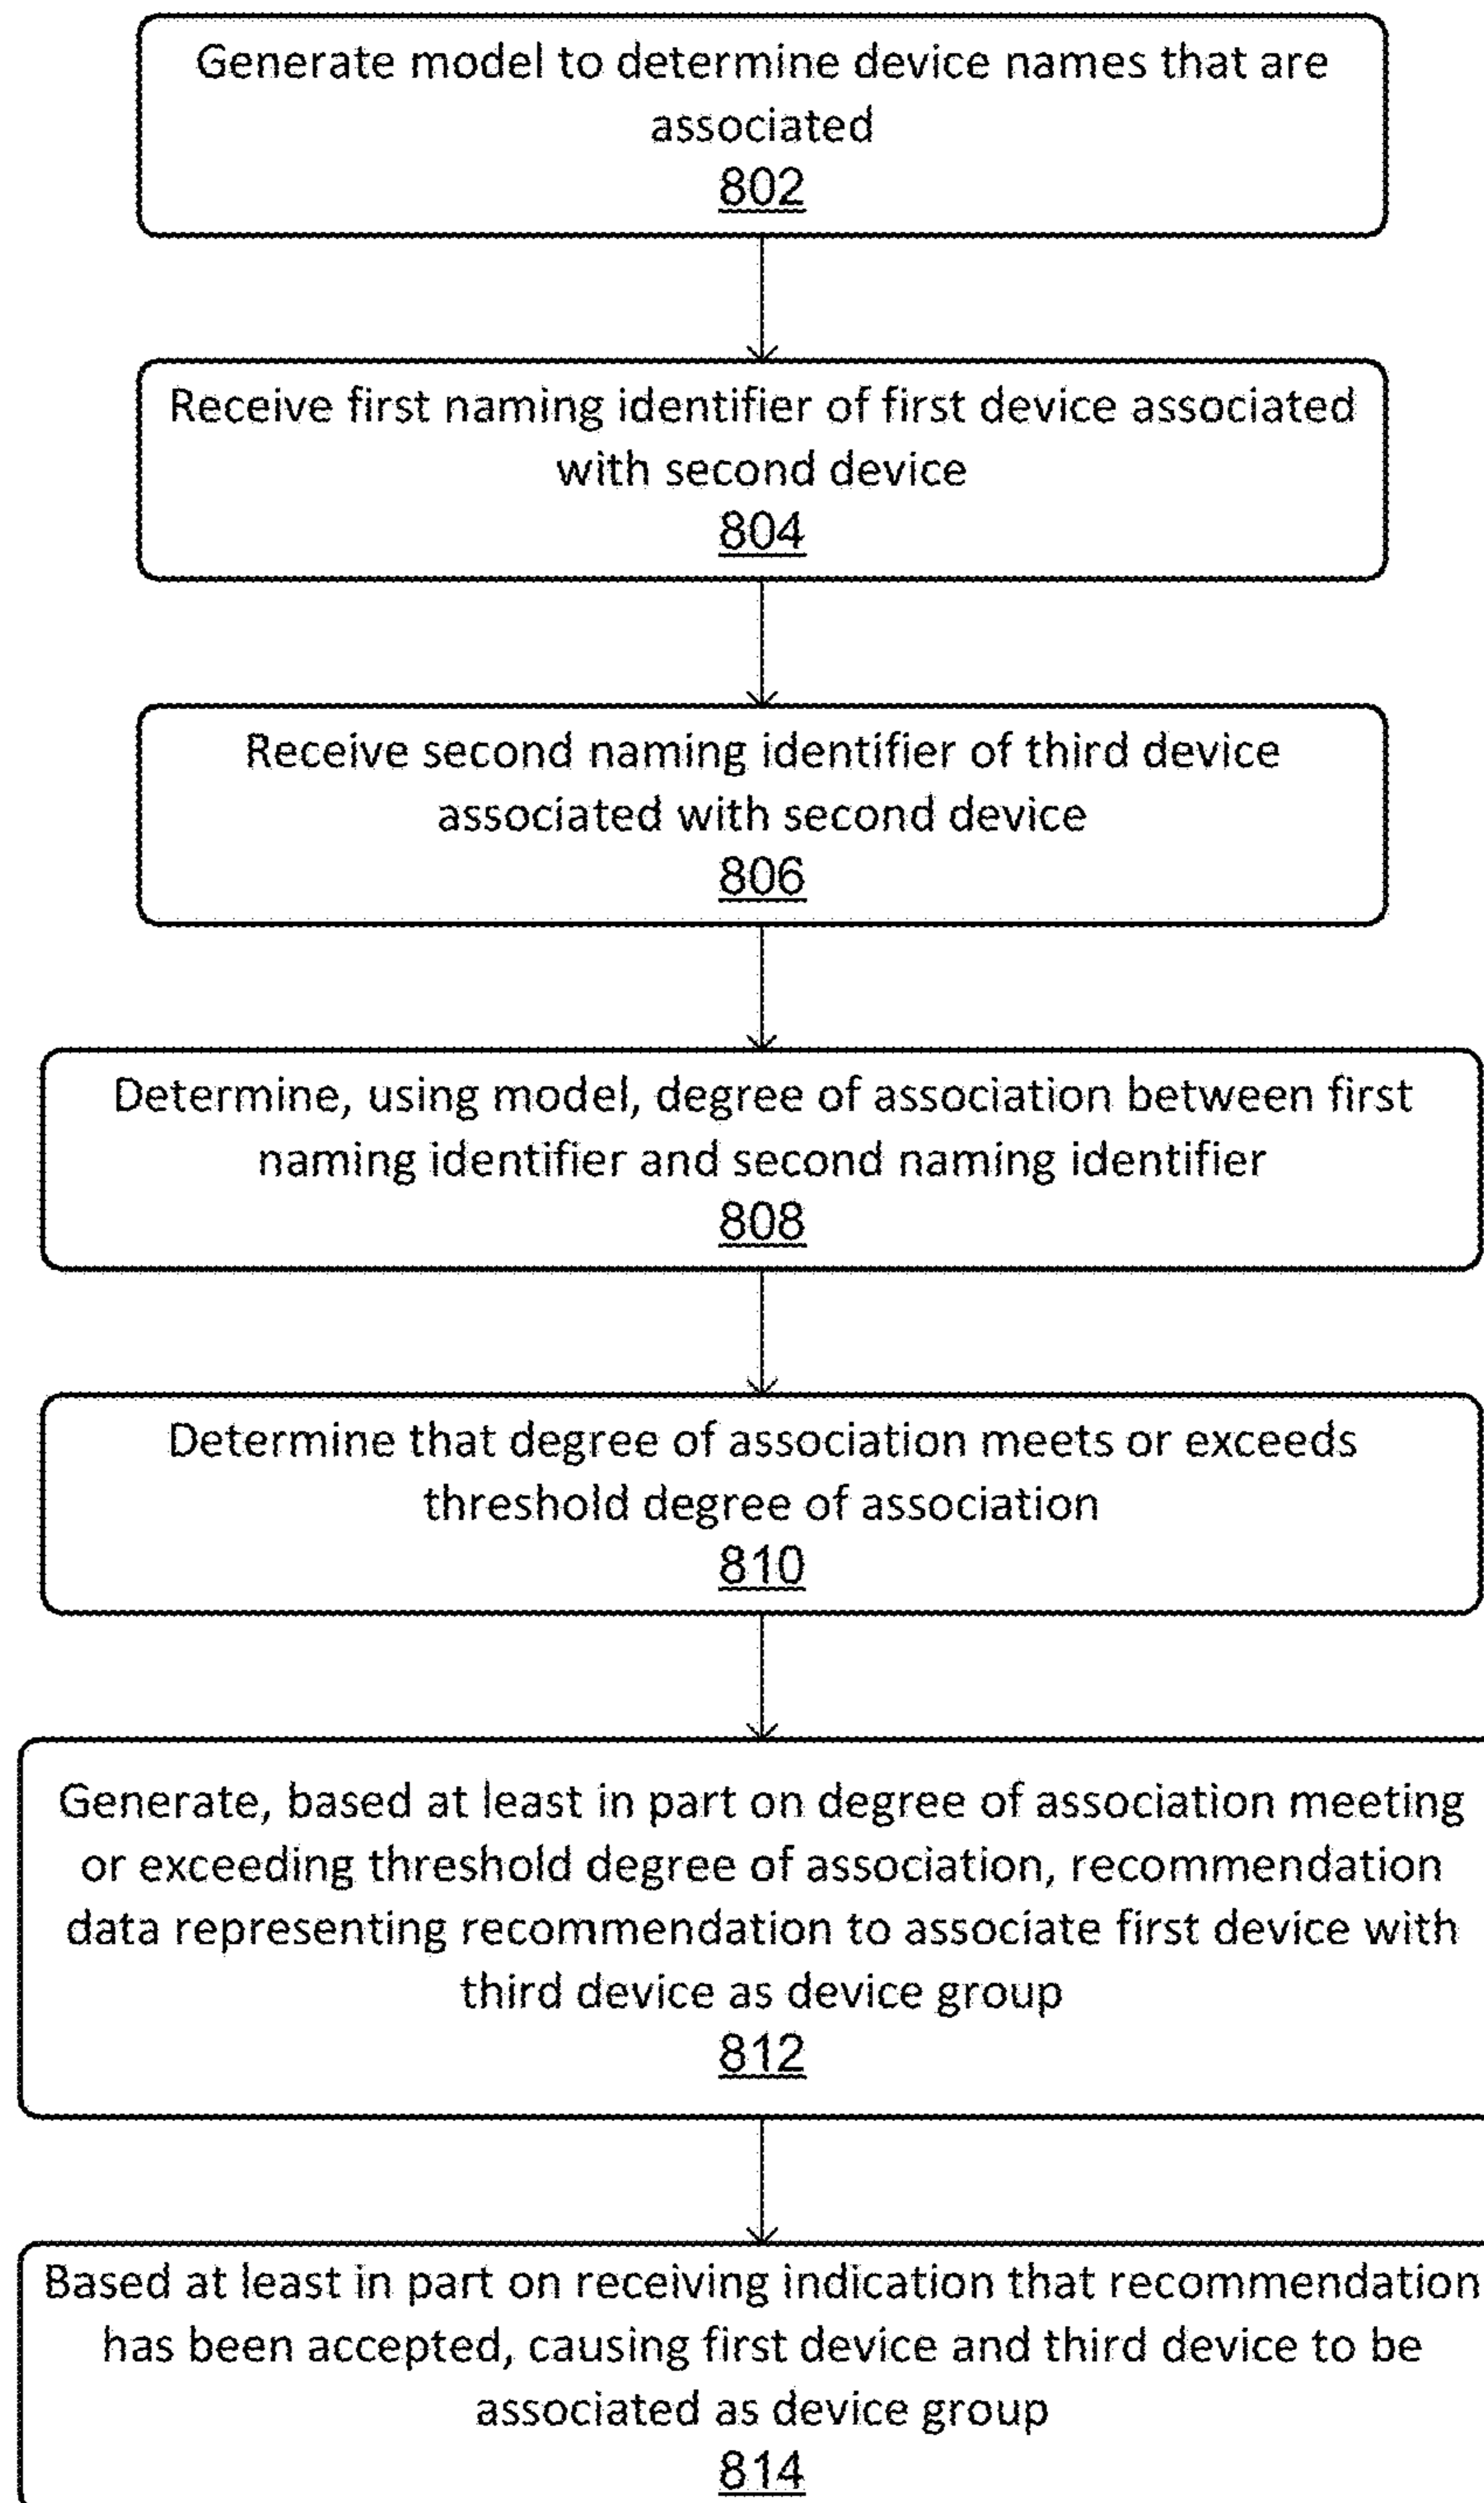 Generate model to determine device names that are
associated
802
Receive first naming identifier of first device associated
with second device
804
Receive second naming identifier of third device
associated with second device
806
Determine, using model, degree of association between first
naming identifier and second naming identifier
808
Determine that degree of association meets or exceeds
threshold degree of association
810
Generate, based at least in part on degree of association meeting
or exceeding threshold degree of association, recommendation
data representing recommendation to associate first device with
third device as device group
812
Based at least in part on receiving indication that recommendation
has been accepted, causing first device and third device to be
associated as device group
814